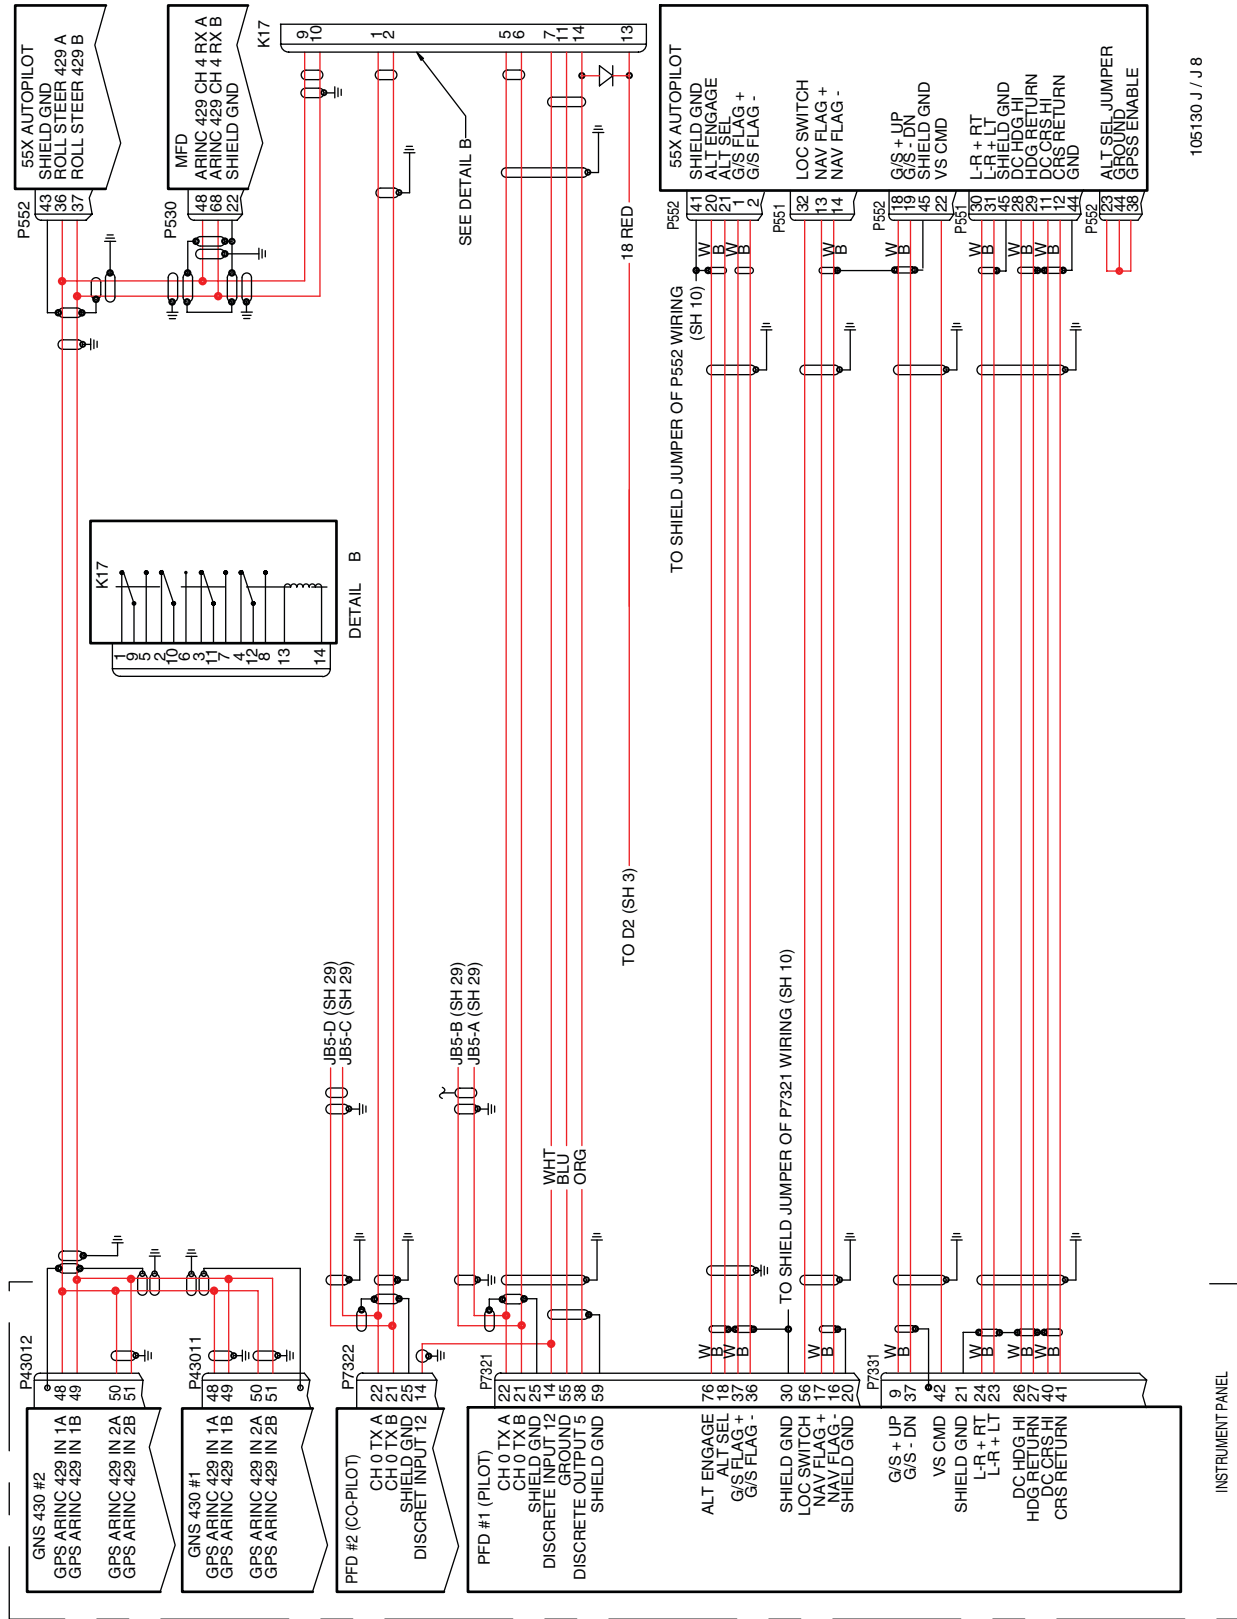 GNS 430 #2
P43012
GPS ARINC 429 IN 1A 48
GPS ARINC 429 IN 1B 49
GPS ARINC 429 IN 2A 50
GPS ARINC 429 IN 2B 51
GNS 430 #1
P43011
GPS ARINC 429 IN 1A 48
GPS ARINC 429 IN 1B 49
GPS ARINC 429 IN 2A 50
GPS ARINC 429 IN 2B 51
PFD #2 (CO-PILOT)
P7322
CH 0 TX A 22
CH 0 TX B 21
SHIELD GND 25
DISCRET INPUT 12 14
JB5-D (SH 29)
JB5-C (SH 29)
PFD #1 (PILOT)
P7321
CH 0 TX A 22
CH 0 TX B 21
SHIELD GND 25
DISCRETE INPUT 12 14
GROUND 55
DISCRETE OUTPUT 5 38
SHIELD GND 59
JB5-B (SH 29)
JB5-A (SH 29)
WHT
BLU
ORG
ALT ENGAGE 76 W
ALT SEL 18 B
G/S FLAG + 37 W
G/S FLAG - 36 B
SHIELD GND 30
LOC SWITCH 56
NAV FLAG + 17 W
NAV FLAG - 16 B
SHIELD GND 20
TO SHIELD JUMPER OF P7321 WIRING (SH 10)
P7331
G/S + UP 9 W
G/S - DN 37 B
VS CMD 42
SHIELD GND 21
L-R + RT 24 W
L-R + LT 23 B
DC HDG HI 26 W
HDG RETURN 27 B
DC CRS HI 40 W
CRS RETURN 41 B
INSTRUMENT PANEL
K17
1
9
5
2
10
6
3
11
7
4
12
8
13
14
DETAIL B
P552
55X AUTOPILOT
43 SHIELD GND
36 ROLL STEER 429 A
37 ROLL STEER 429 B
P530
MFD
48 ARINC 429 CH 4 RX A
68 ARINC 429 CH 4 RX B
22 SHIELD GND
K17
9
10
1
2
5
6
7
11
14
13
SEE DETAIL B
18 RED
TO D2 (SH 3)
TO SHIELD JUMPER OF P552 WIRING
(SH 10)
55X AUTOPILOT
P552
41 SHIELD GND
W 20 ALT ENGAGE
B 21 ALT SEL
W 1 G/S FLAG +
B 2 G/S FLAG -
P551
32 LOC SWITCH
W 13 NAV FLAG +
B 14 NAV FLAG -
P552
W 18 G/S + UP
B 19 G/S - DN
45 SHIELD GND
22 VS CMD
P551
W 30 L-R + RT
B 31 L-R + LT
45 SHIELD GND
W 28 DC HDG HI
B 29 HDG RETURN
W 11 DC CRS HI
B 12 CRS RETURN
44 GND
P552
23 ALT SEL JUMPER
44 GROUND
38 GPSS ENABLE
105130 J / J 8